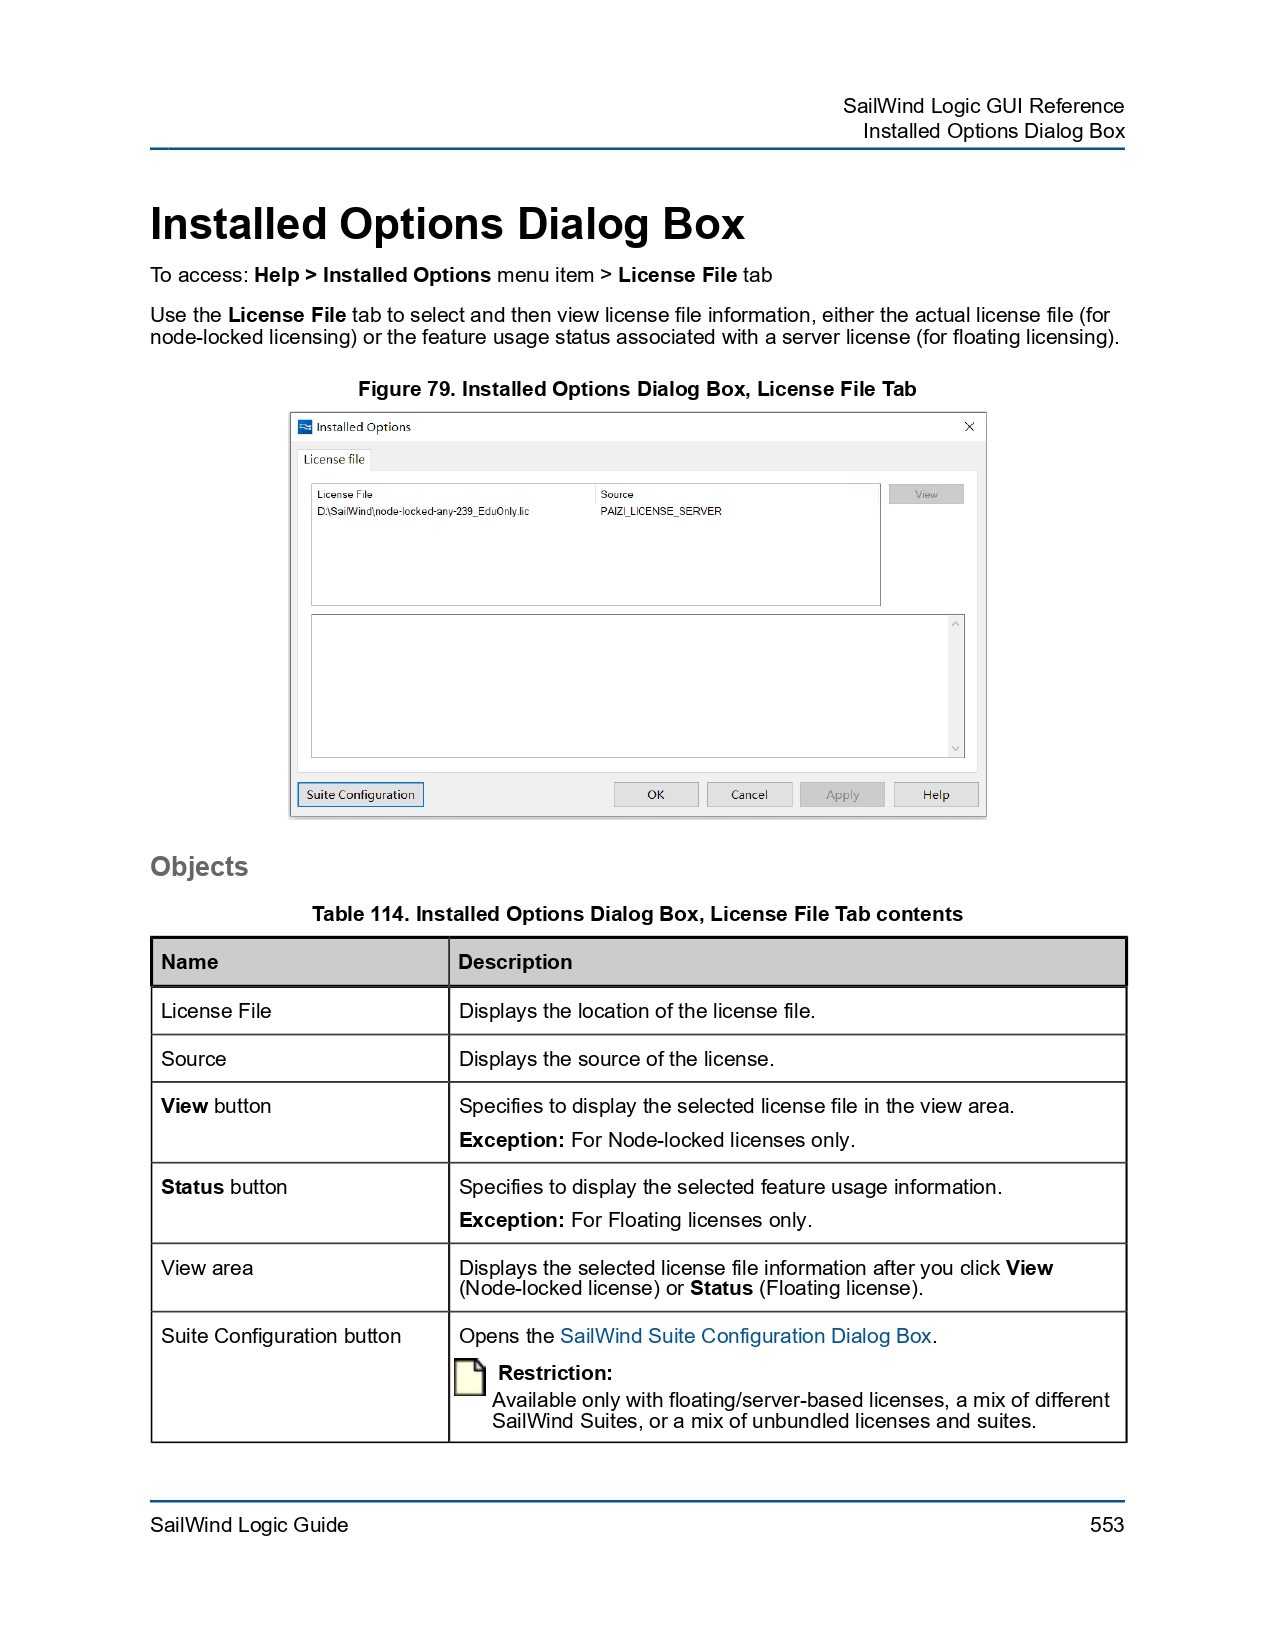 SailWind Logic GUI Reference
Installed Options Dialog Box
Installed Options Dialog Box
To access: Help > Installed Options menu item > License File tab
Use the License File tab to select and then view license file information, either the actual license file (for
node-locked licensing) or the feature usage status associated with a server license (for floating licensing).
Figure 79. Installed Options Dialog Box, License File Tab
Installed Options
License file
License File Source View
D:\SailWind\node-locked-any-239_EduOnly.lic PAIZI_LICENSE_SERVER
Suite Configuration OK Cancel Apply Help
Objects
Table 114. Installed Options Dialog Box, License File Tab contents
Name Description
License File Displays the location of the license file.
Source Displays the source of the license.
View button Specifies to display the selected license file in the view area.
Exception: For Node-locked licenses only.
Status button Specifies to display the selected feature usage information.
Exception: For Floating licenses only.
View area Displays the selected license file information after you click View
(Node-locked license) or Status (Floating license).
Suite Configuration button Opens the SailWind Suite Configuration Dialog Box.
Restriction:
Available only with floating/server-based licenses, a mix of different
SailWind Suites, or a mix of unbundled licenses and suites.
SailWind Logic Guide 553